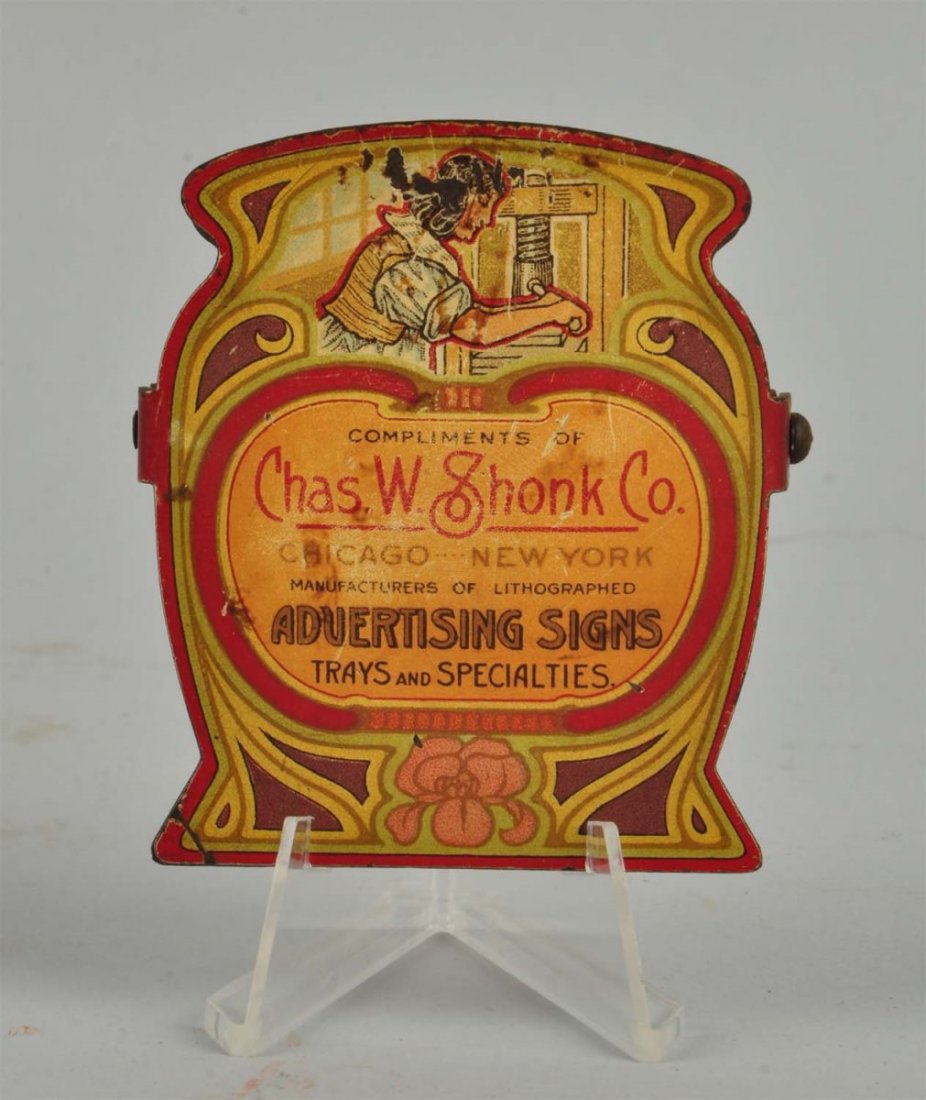 COMPLIMENTS OF
Chas. W. Shonk Co.
CHICAGO ···· NEW YORK
MANUFACTURERS OF LITHOGRAPHED
ADVERTISING SIGNS
TRAYS AND SPECIALTIES.